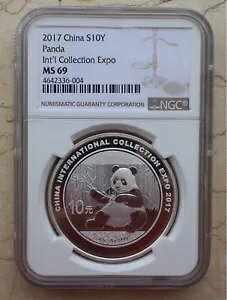 2017 China S10Y
Panda
Int'l Collection Expo
MS 69
4642336-004
NUMISMATIC GUARANTY CORPORATION
NGC
CHINA INTERNATIONAL COLLECTION EXPO 2017
10元